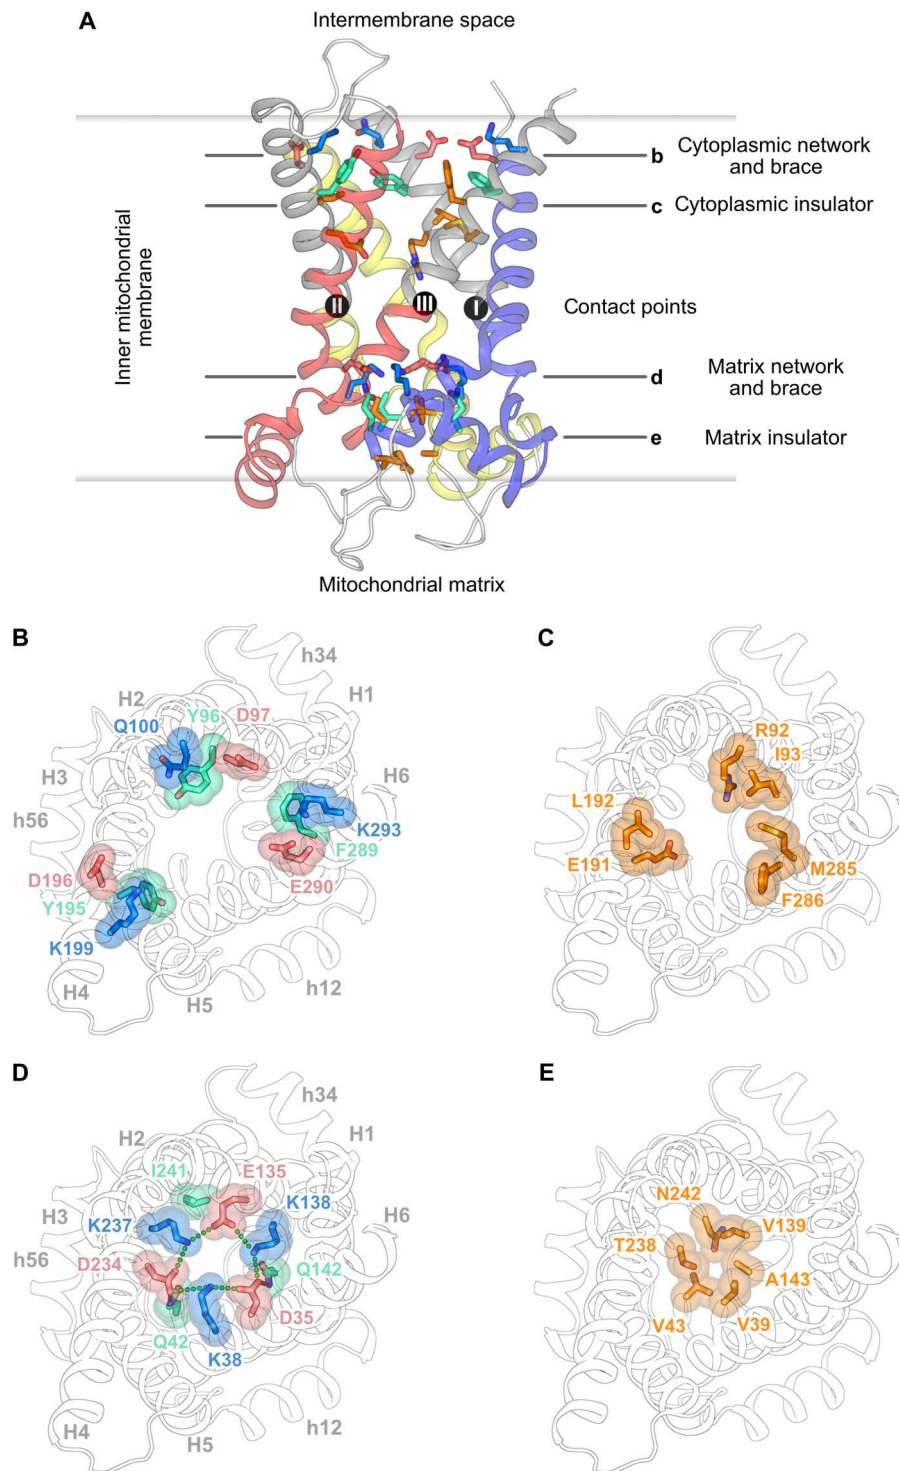 A
Intermembrane space
b
Cytoplasmic network
and brace
c
Cytoplasmic insulator
Inner mitochondrial
membrane
II
III
I
Contact points
d
Matrix network
and brace
e
Matrix insulator
Mitochondrial matrix
B
h34
H2
H1
Y96
D97
Q100
H3
H6
h56
K293
F289
D196
E290
Y195
K199
H4
H5
h12
C
R92
I93
L192
E191
M285
F286
D
h34
H2
H1
I241
E135
K237
K138
H3
H6
h56
D234
Q142
Q42
D35
K38
H4
H5
h12
E
N242
V139
T238
A143
V43
V39